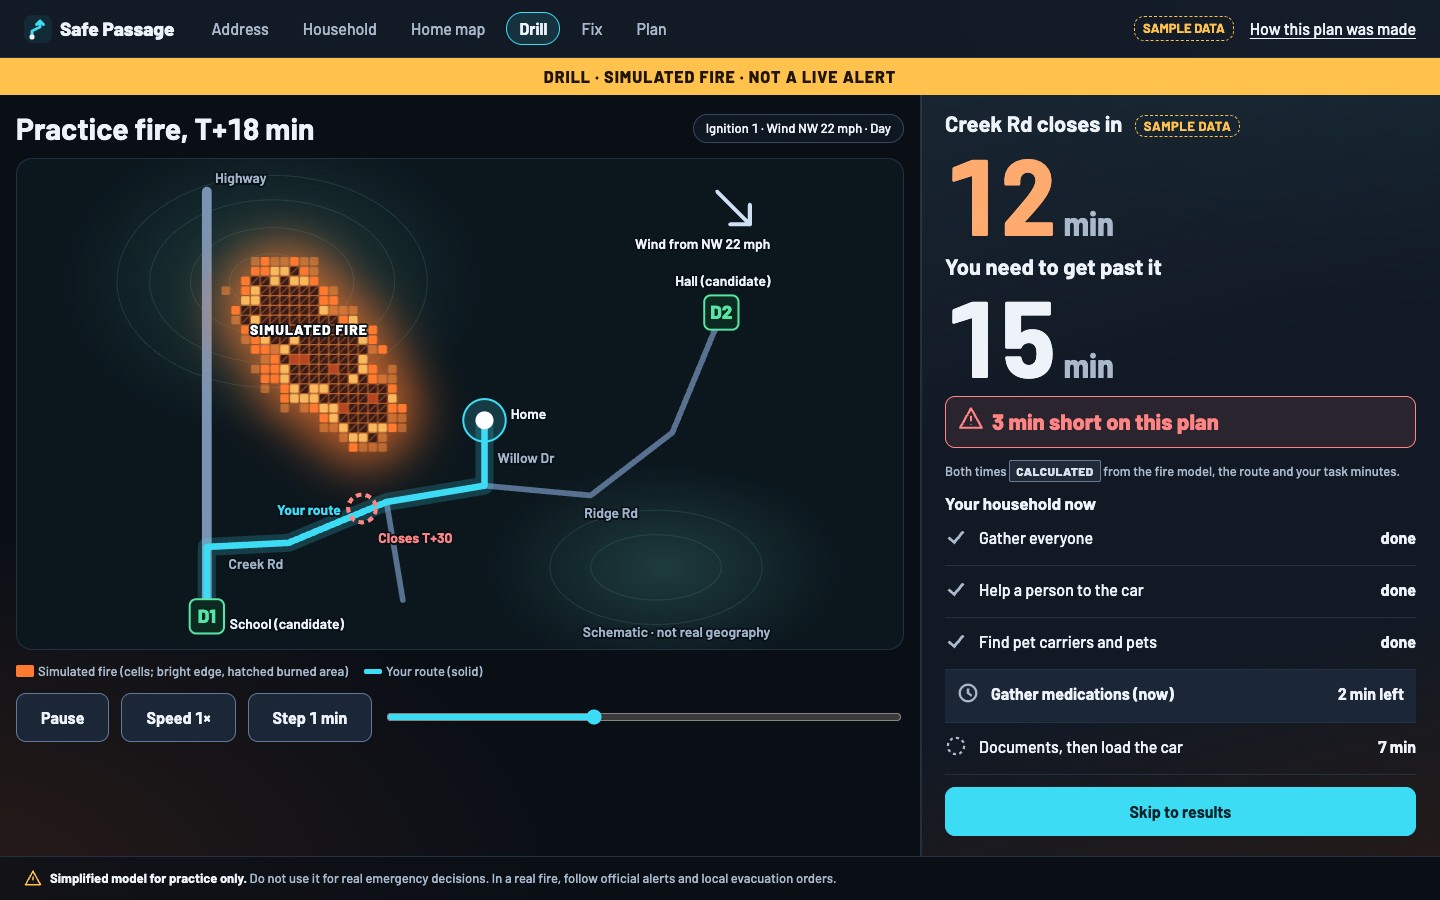 Safe Passage Address Household Home map Drill Fix Plan SAMPLE DATA How this plan was made
DRILL · SIMULATED FIRE · NOT A LIVE ALERT
Practice fire, T+18 min
Ignition 1 · Wind NW 22 mph · Day
Highway
Wind from NW 22 mph
Hall (candidate)
D2
SIMULATED FIRE
Home
Willow Dr
Your route
Ridge Rd
Closes T+30
Creek Rd
D1
School (candidate)
Schematic · not real geography
Simulated fire (cells; bright edge, hatched burned area) Your route (solid)
Pause Speed 1× Step 1 min
Creek Rd closes in SAMPLE DATA
12 min
You need to get past it
15 min
3 min short on this plan
Both times CALCULATED from the fire model, the route and your task minutes.
Your household now
Gather everyone done
Help a person to the car done
Find pet carriers and pets done
Gather medications (now) 2 min left
Documents, then load the car 7 min
Skip to results
Simplified model for practice only. Do not use it for real emergency decisions. In a real fire, follow official alerts and local evacuation orders.